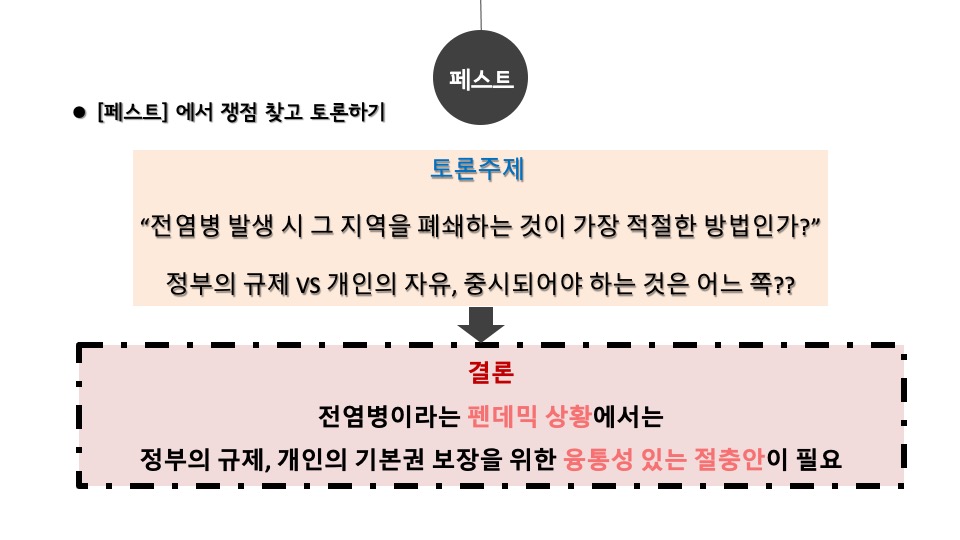 페스트
● [페스트] 에서 쟁점 찾고 토론하기
토론주제
“전염병 발생 시 그 지역을 폐쇄하는 것이 가장 적절한 방법인가?”
정부의 규제 VS 개인의 자유, 중시되어야 하는 것은 어느 쪽??
결론
전염병이라는 펜데믹 상황에서는
정부의 규제, 개인의 기본권 보장을 위한 융통성 있는 절충안이 필요